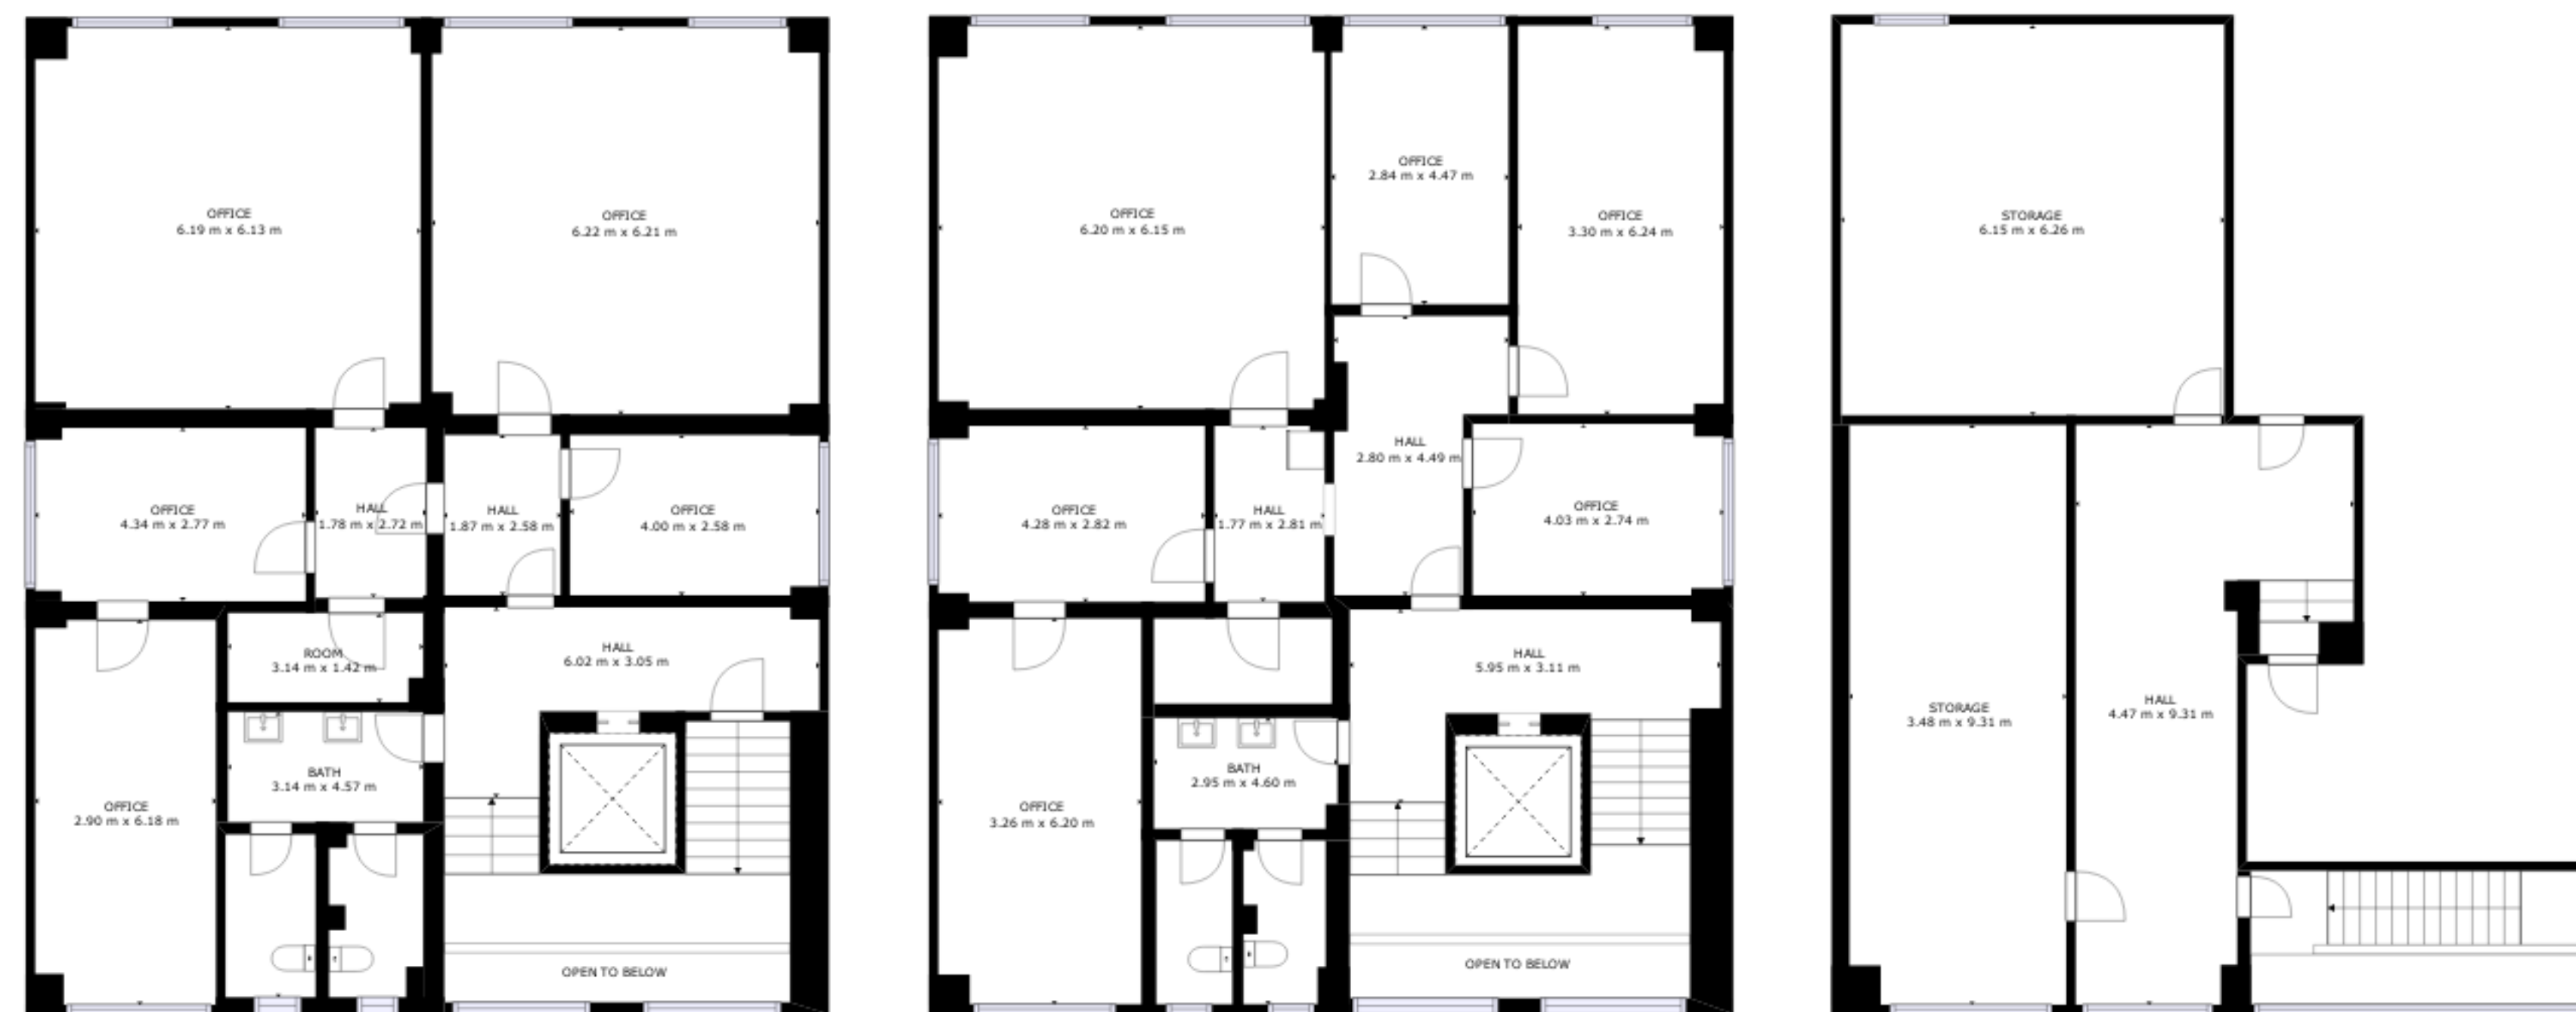 OFFICE
6.19 m x 6.13 m
OFFICE
6.22 m x 6.21 m
OFFICE
4.34 m x 2.77 m
HALL
1.78 m x 2.72 m
HALL
1.87 m x 2.58 m
OFFICE
4.00 m x 2.58 m
ROOM
3.14 m x 1.42 m
HALL
6.02 m x 3.05 m
BATH
3.14 m x 4.57 m
OFFICE
2.90 m x 6.18 m
OPEN TO BELOW
OFFICE
6.20 m x 6.15 m
OFFICE
2.84 m x 4.47 m
OFFICE
3.30 m x 6.24 m
HALL
2.80 m x 4.49 m
OFFICE
4.28 m x 2.82 m
HALL
1.77 m x 2.81 m
OFFICE
4.03 m x 2.74 m
HALL
5.95 m x 3.11 m
BATH
2.95 m x 4.60 m
OFFICE
3.26 m x 6.20 m
OPEN TO BELOW
STORAGE
6.15 m x 6.26 m
STORAGE
3.48 m x 9.31 m
HALL
4.47 m x 9.31 m